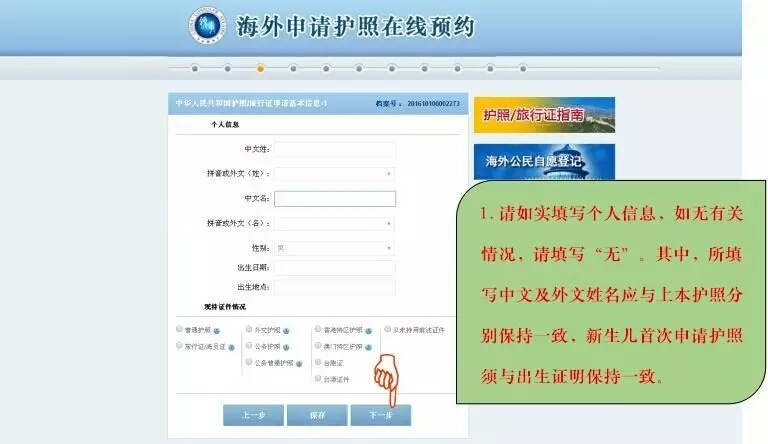 海外申请护照在线预约
中华人民共和国护照/旅行证申请基本信息-1 档案号： 201610100002273
个人信息
中文姓：
拼音或外文（姓）：
中文名：
拼音或外文（名）：
性别： 男
出生日期：
出生地点：
现持证件情况
普通护照 外交护照 香港特区护照 从未持用前述证件
旅行证/海员证 公务护照 澳门特区护照
公务普通护照 台胞证
台湾证件
上一步 保存 下一步
护照/旅行证指南
海外公民自愿登记
1. 请如实填写个人信息，如无有关
情况，请填写“无”。其中，所填
写中文及外文姓名应与上本护照分
别保持一致，新生儿首次申请护照
须与出生证明保持一致。